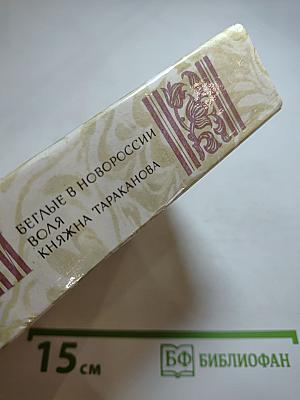 БЕГЛЫЕ В НОВОРОССИИ
ВОЛЯ
КНЯЖНА ТАРАКАНОВА
15 см
БФ БИБЛИОФАН